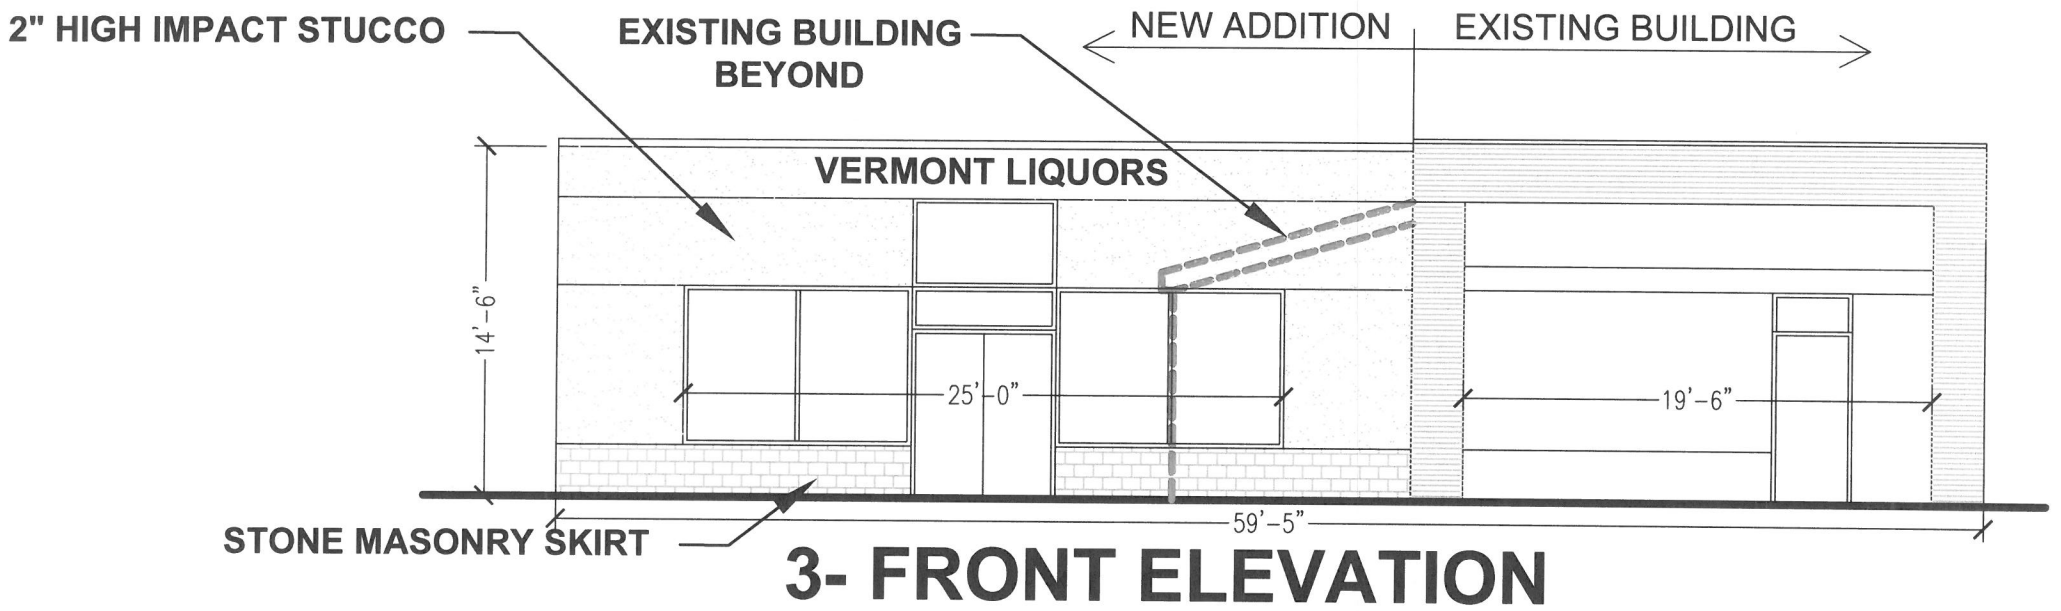 2" HIGH IMPACT STUCCO
EXISTING BUILDING
BEYOND
NEW ADDITION
EXISTING BUILDING
VERMONT LIQUORS
14'-6"
25'-0"
19'-6"
59'-5"
STONE MASONRY SKIRT
3- FRONT ELEVATION